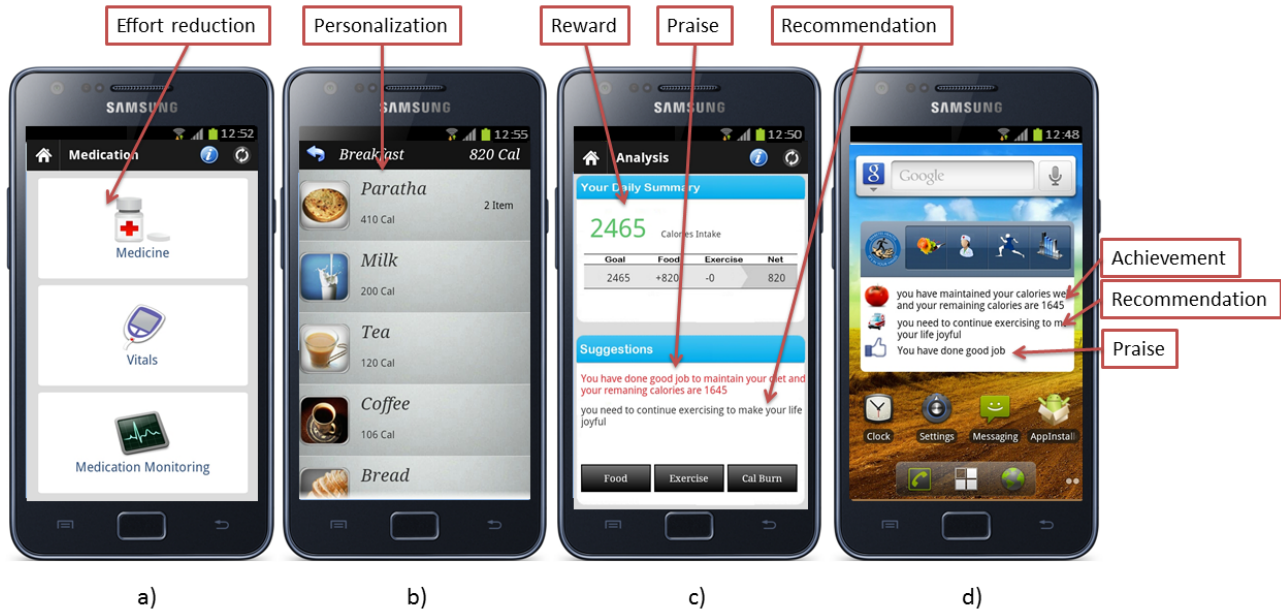 Effort reduction
Personalization
Reward
Praise
Recommendation
SAMSUNG
12:52
Medication
Medicine
Vitals
Medication Monitoring
a)
SAMSUNG
12:55
Breakfast 820 Cal
Paratha
410 Cal
2 Item
Milk
200 Cal
Tea
120 Cal
Coffee
106 Cal
Bread
b)
SAMSUNG
12:50
Analysis
Your Daily Summary
2465 Calories Intake
Goal Food Exercise Net
2465 +820 -0 820
Suggestions
You have done good job to maintain your diet and
your remaning calories are 1645
you need to continue exercising to make your life
joyful
Food Exercise Cal Burn
c)
SAMSUNG
12:48
8 Google
you have maintained your calories we
and your remaining calories are 1645
you need to continue exercising to m
your life joyful
You have done good job
Clock Settings Messaging AppInstall
Achievement
Recommendation
Praise
d)